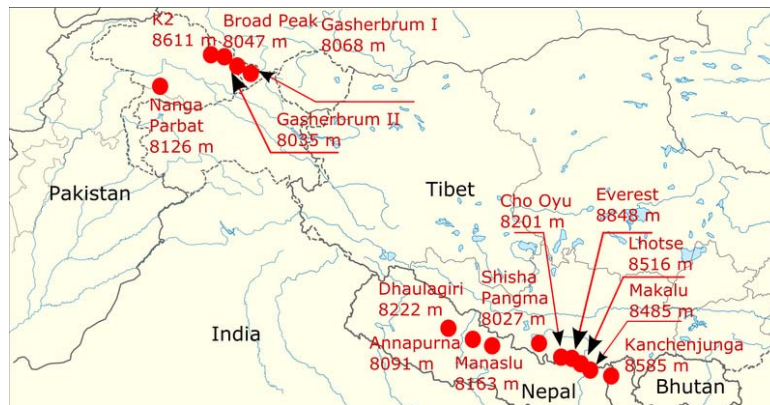 K2
8611 m
Broad Peak
8047 m
Gasherbrum I
8068 m
Nanga
Parbat
8126 m
Gasherbrum II
8035 m
Pakistan
Tibet
Cho Oyu
8201 m
Everest
8848 m
Lhotse
8516 m
Makalu
8485 m
Dhaulagiri
8222 m
Shisha
Pangma
8027 m
India
Annapurna
8091 m
Manaslu
8163 m
Kanchenjunga
8585 m
Nepal
Bhutan